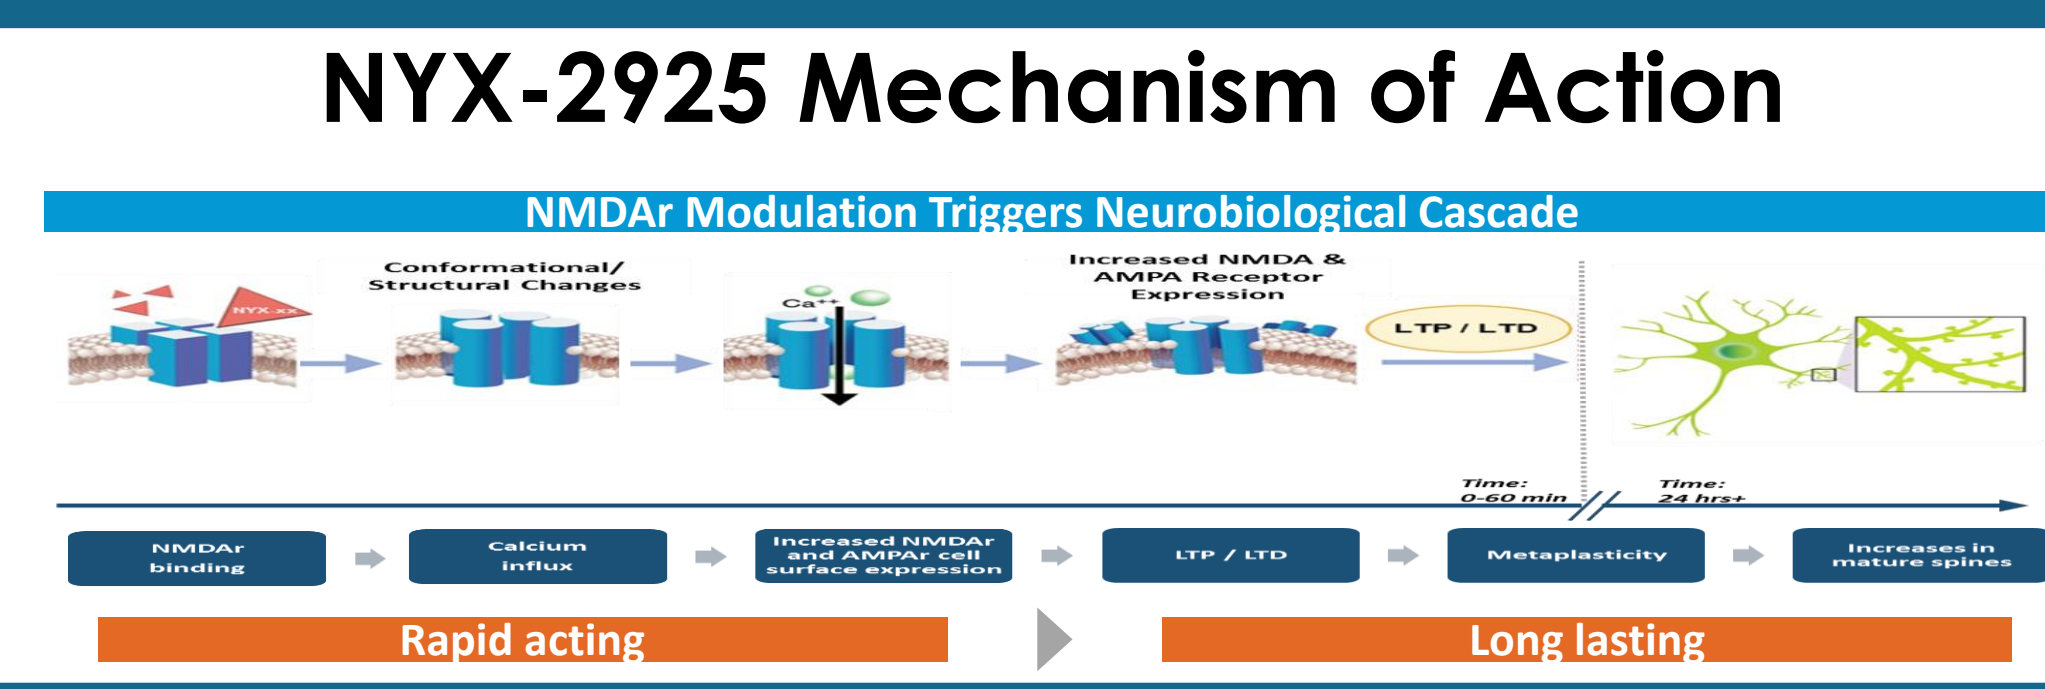 NYX-2925 Mechanism of Action
NMDAr Modulation Triggers Neurobiological Cascade
NYX-xx
Conformational/
Structural Changes
Ca++
Increased NMDA &
AMPA Receptor
Expression
LTP / LTD
Time:
0-60 min
Time:
24 hrs+
NMDAr
binding
Calcium
influx
Increased NMDAr
and AMPAr cell
surface expression
LTP / LTD
Metaplasticity
Increases in
mature spines
Rapid acting
Long lasting